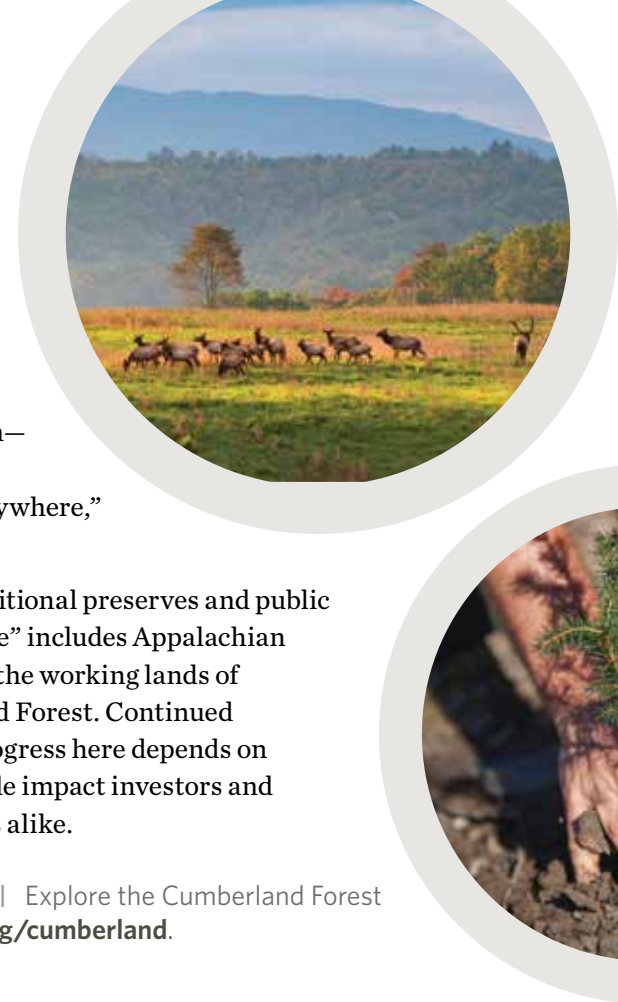 n—
ywhere,”
itional preserves and public
e” includes Appalachian
the working lands of
d Forest. Continued
ogress here depends on
le impact investors and
s alike.
| Explore the Cumberland Forest
g/cumberland.